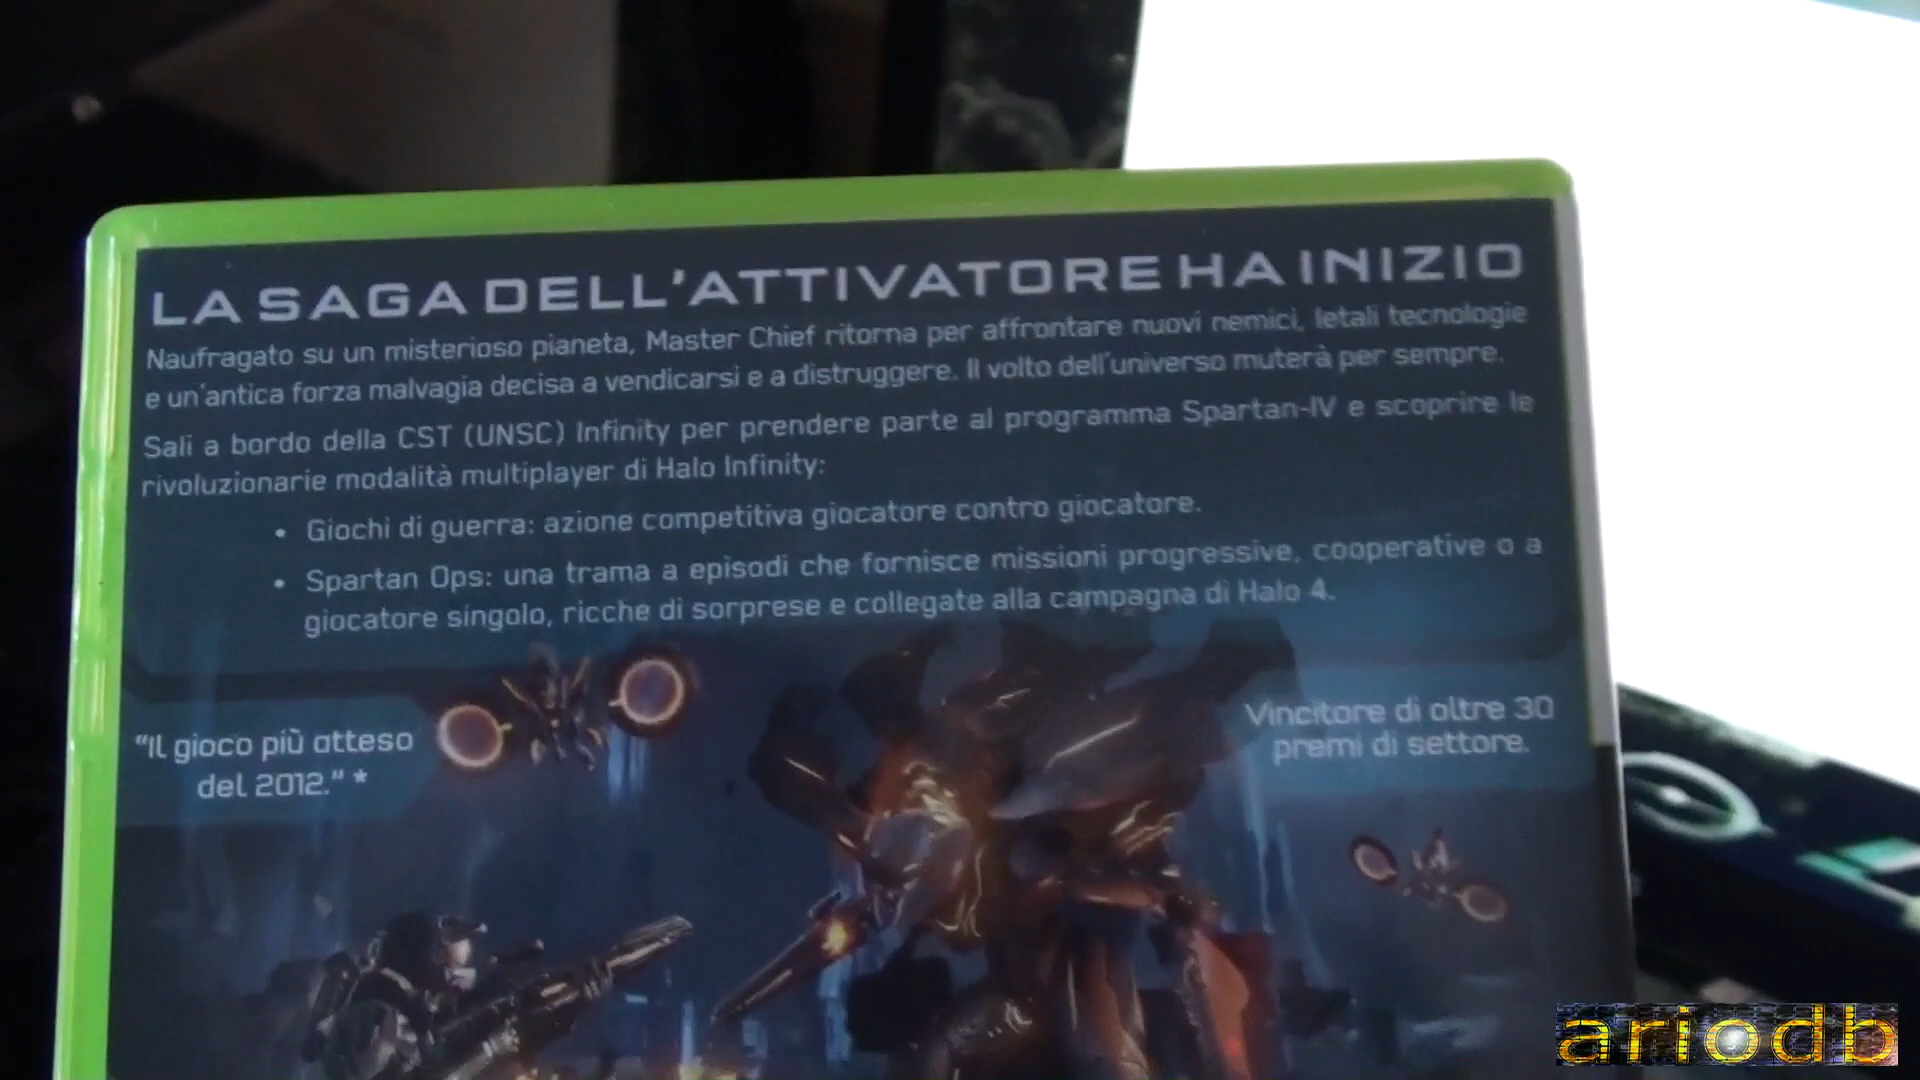 LA SAGA DELL'ATTIVATORE HA INIZIO
Naufragato su un misterioso pianeta, Master Chief ritorna per affrontare nuovi nemici, letali tecnologie
e un'antica forza malvagia decisa a vendicarsi e a distruggere. Il volto dell'universo muterà per sempre.
Sali a bordo della CST (UNSC) Infinity per prendere parte al programma Spartan-IV e scoprire le
rivoluzionarie modalità multiplayer di Halo Infinity:
• Giochi di guerra: azione competitiva giocatore contro giocatore.
• Spartan Ops: una trama a episodi che fornisce missioni progressive, cooperative o a
giocatore singolo, ricche di sorprese e collegate alla campagna di Halo 4.
"Il gioco più atteso
del 2012." *
Vincitore di oltre 30
premi di settore.
ariodb